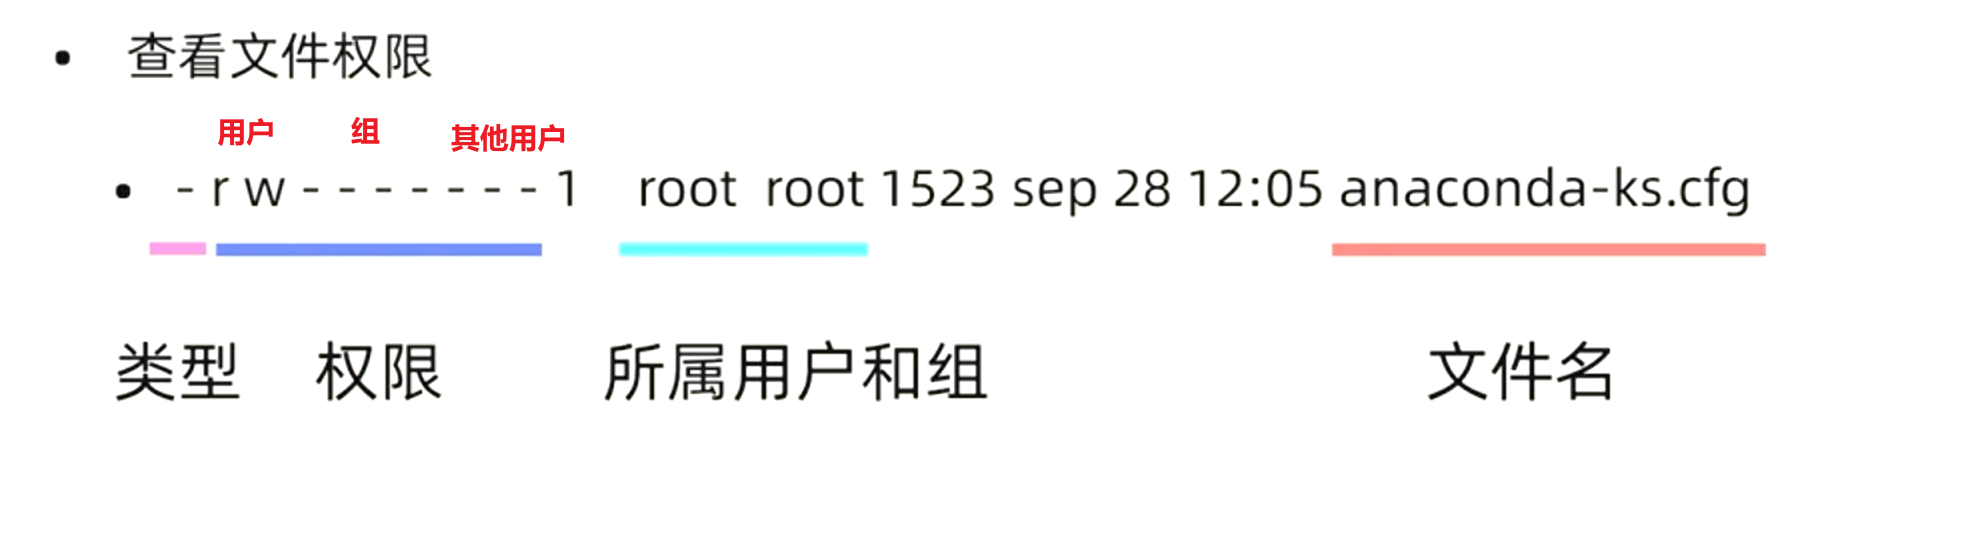 • 查看文件权限
用户 组 其他用户
• - r w - - - - - - - 1 root root 1523 sep 28 12:05 anaconda-ks.cfg
类型 权限 所属用户和组 文件名